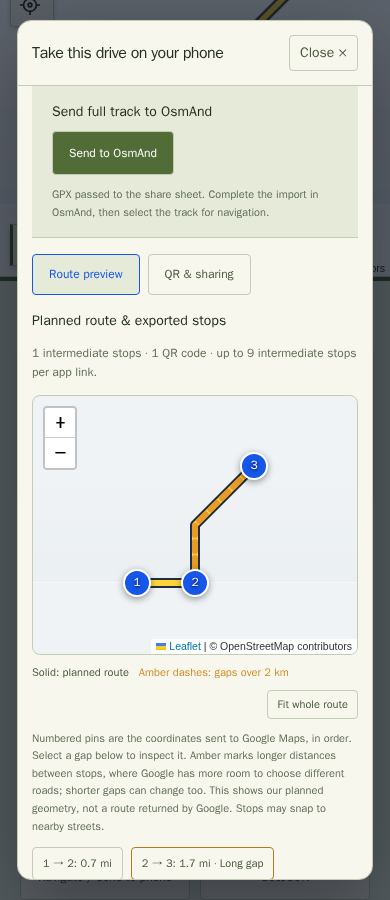 Take this drive on your phone
Close ×
Send full track to OsmAnd
Send to OsmAnd
GPX passed to the share sheet. Complete the import in
OsmAnd, then select the track for navigation.
ors
Route preview
QR & sharing
Planned route & exported stops
1 intermediate stops · 1 QR code · up to 9 intermediate stops
per app link.
+
−
3
1
2
Leaflet | © OpenStreetMap contributors
Solid: planned route
Amber dashes: gaps over 2 km
Fit whole route
Numbered pins are the coordinates sent to Google Maps, in order.
Select a gap below to inspect it. Amber marks longer distances
between stops, where Google has more room to choose different
roads; shorter gaps can change too. This shows our planned
geometry, not a route returned by Google. Stops may snap to
nearby streets.
1 → 2: 0.7 mi
2 → 3: 1.7 mi · Long gap